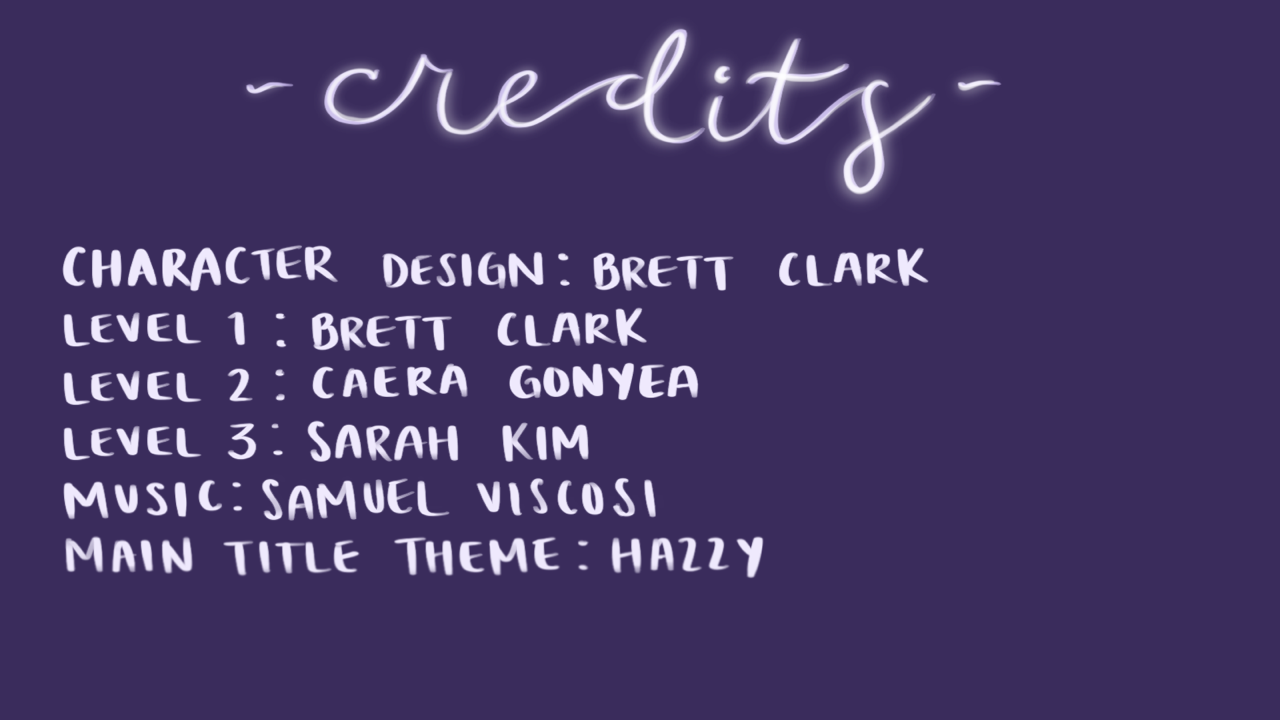 -credits-
CHARACTER DESIGN: BRETT CLARK
LEVEL 1: BRETT CLARK
LEVEL 2: CAERA GONYEA
LEVEL 3: SARAH KIM
MUSIC: SAMUEL VISCOSI
MAIN TITLE THEME: HAZZY